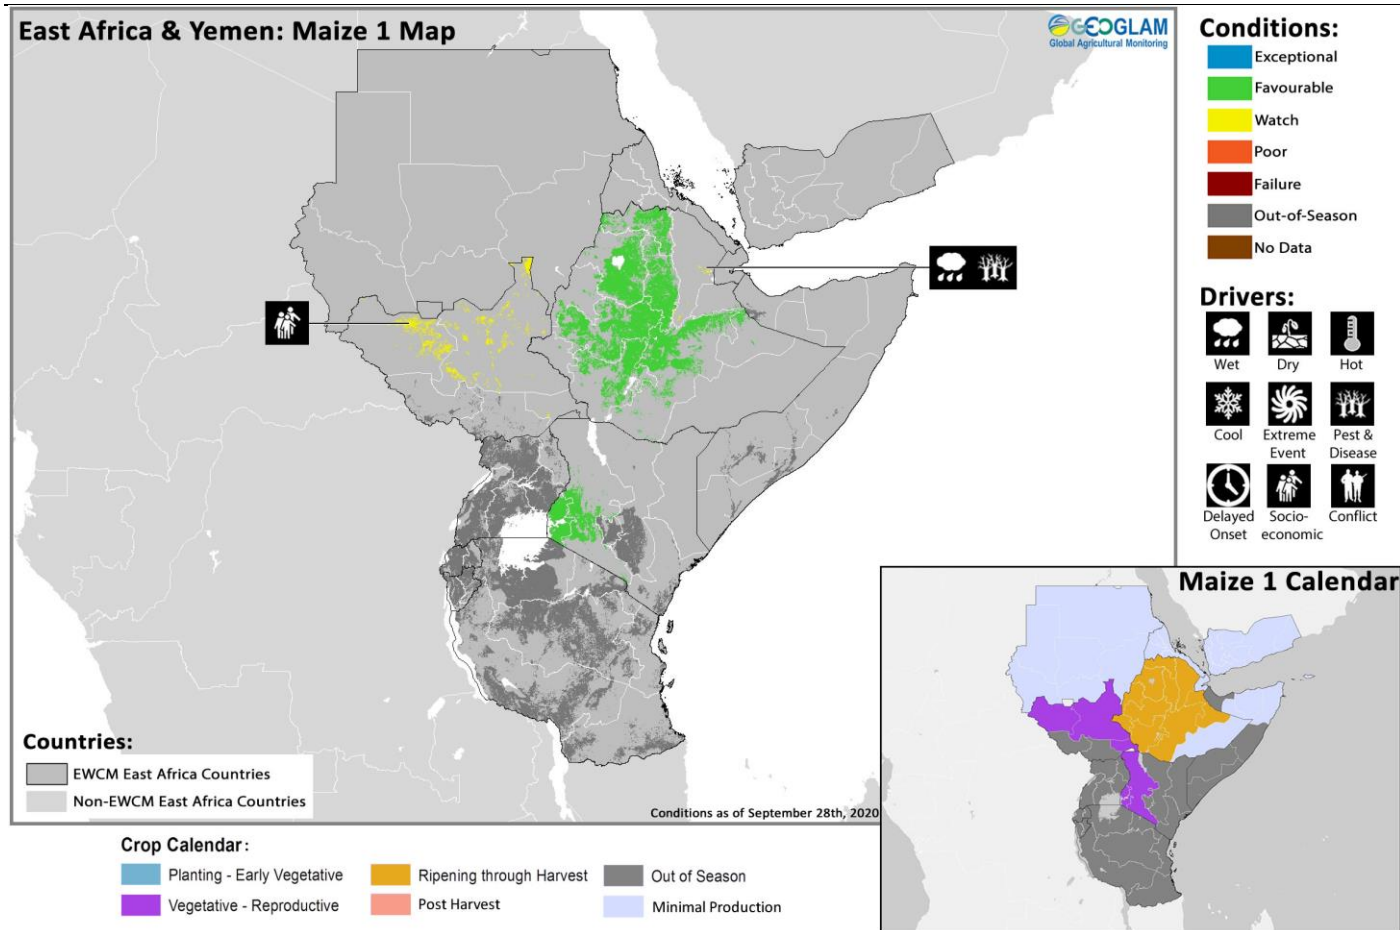 East Africa & Yemen: Maize 1 Map
GEOGLAM
Global Agricultural Monitoring
Conditions:
Exceptional
Favourable
Watch
Poor
Failure
Out-of-Season
No Data
Drivers:
Wet
Dry
Hot
Cool
Extreme
Event
Pest &
Disease
Delayed
Onset
Socio-
economic
Conflict
Countries:
EWCM East Africa Countries
Non-EWCM East Africa Countries
Conditions as of September 28th, 2020
Maize 1 Calendar
Crop Calendar:
Planting - Early Vegetative
Ripening through Harvest
Out of Season
Vegetative - Reproductive
Post Harvest
Minimal Production